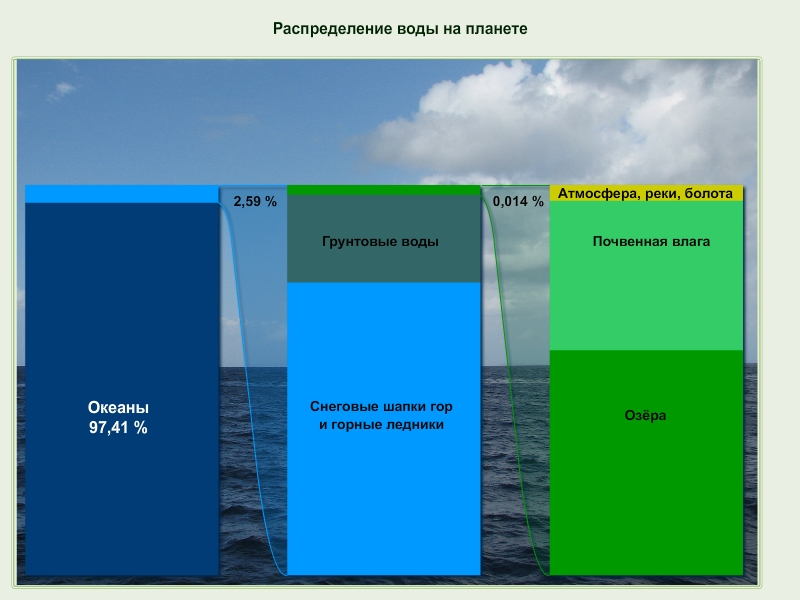 Распределение воды на планете
2,59 %
0,014 %
Атмосфера, реки, болота
Грунтовые воды
Почвенная влага
Океаны
97,41 %
Снеговые шапки гор
и горные ледники
Озёра